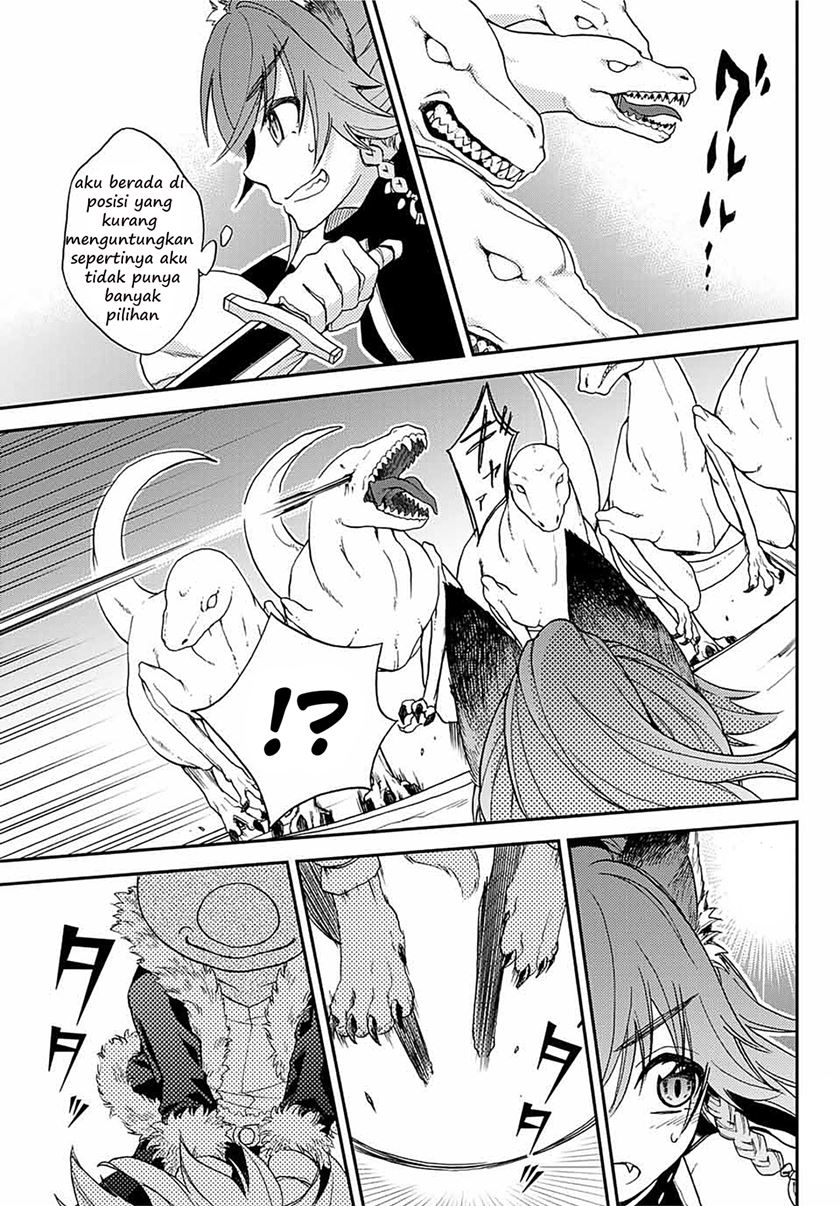 グルルル…
aku berada di
posisi yang
kurang
menguntungkan
sepertinya aku
tidak punya
banyak
pilihan
ギャァ
!?
タタッ
タタタッ